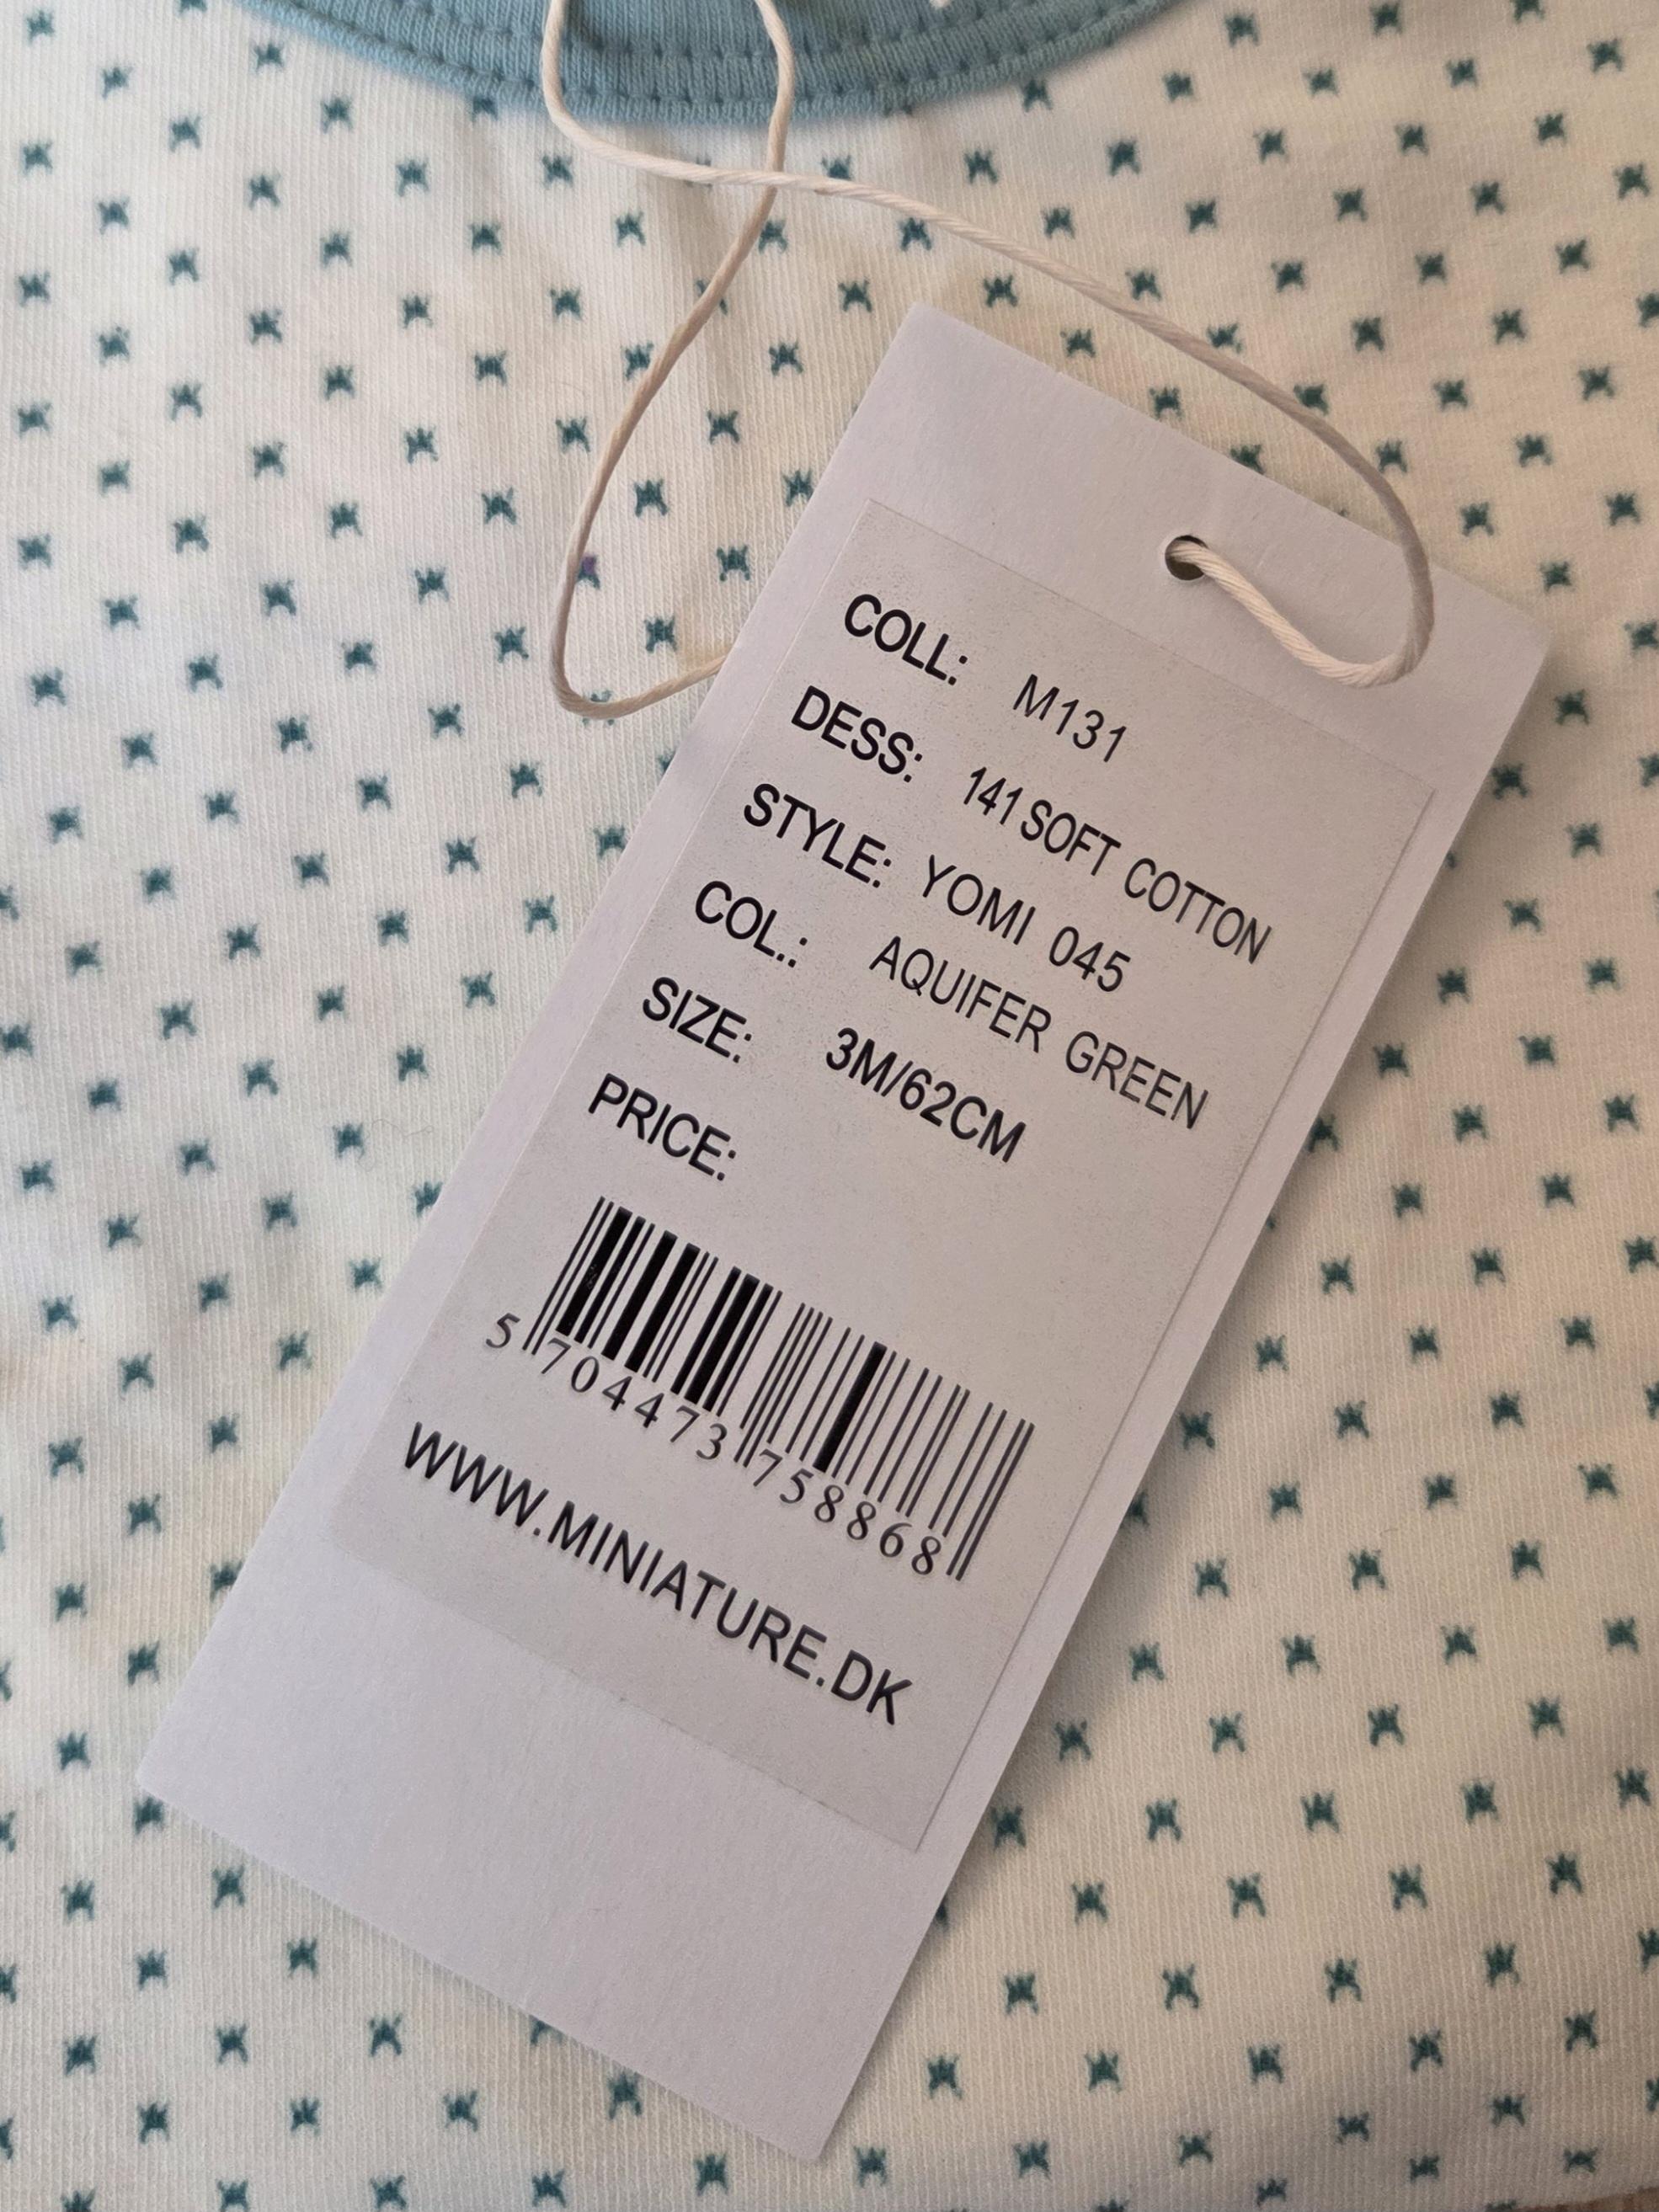 COLL: M131
DESS: 141 SOFT COTTON
STYLE: YOMI 045
COL.: AQUIFER GREEN
SIZE: 3M/62CM
PRICE:
5 704473 758868
WWW.MINIATURE.DK